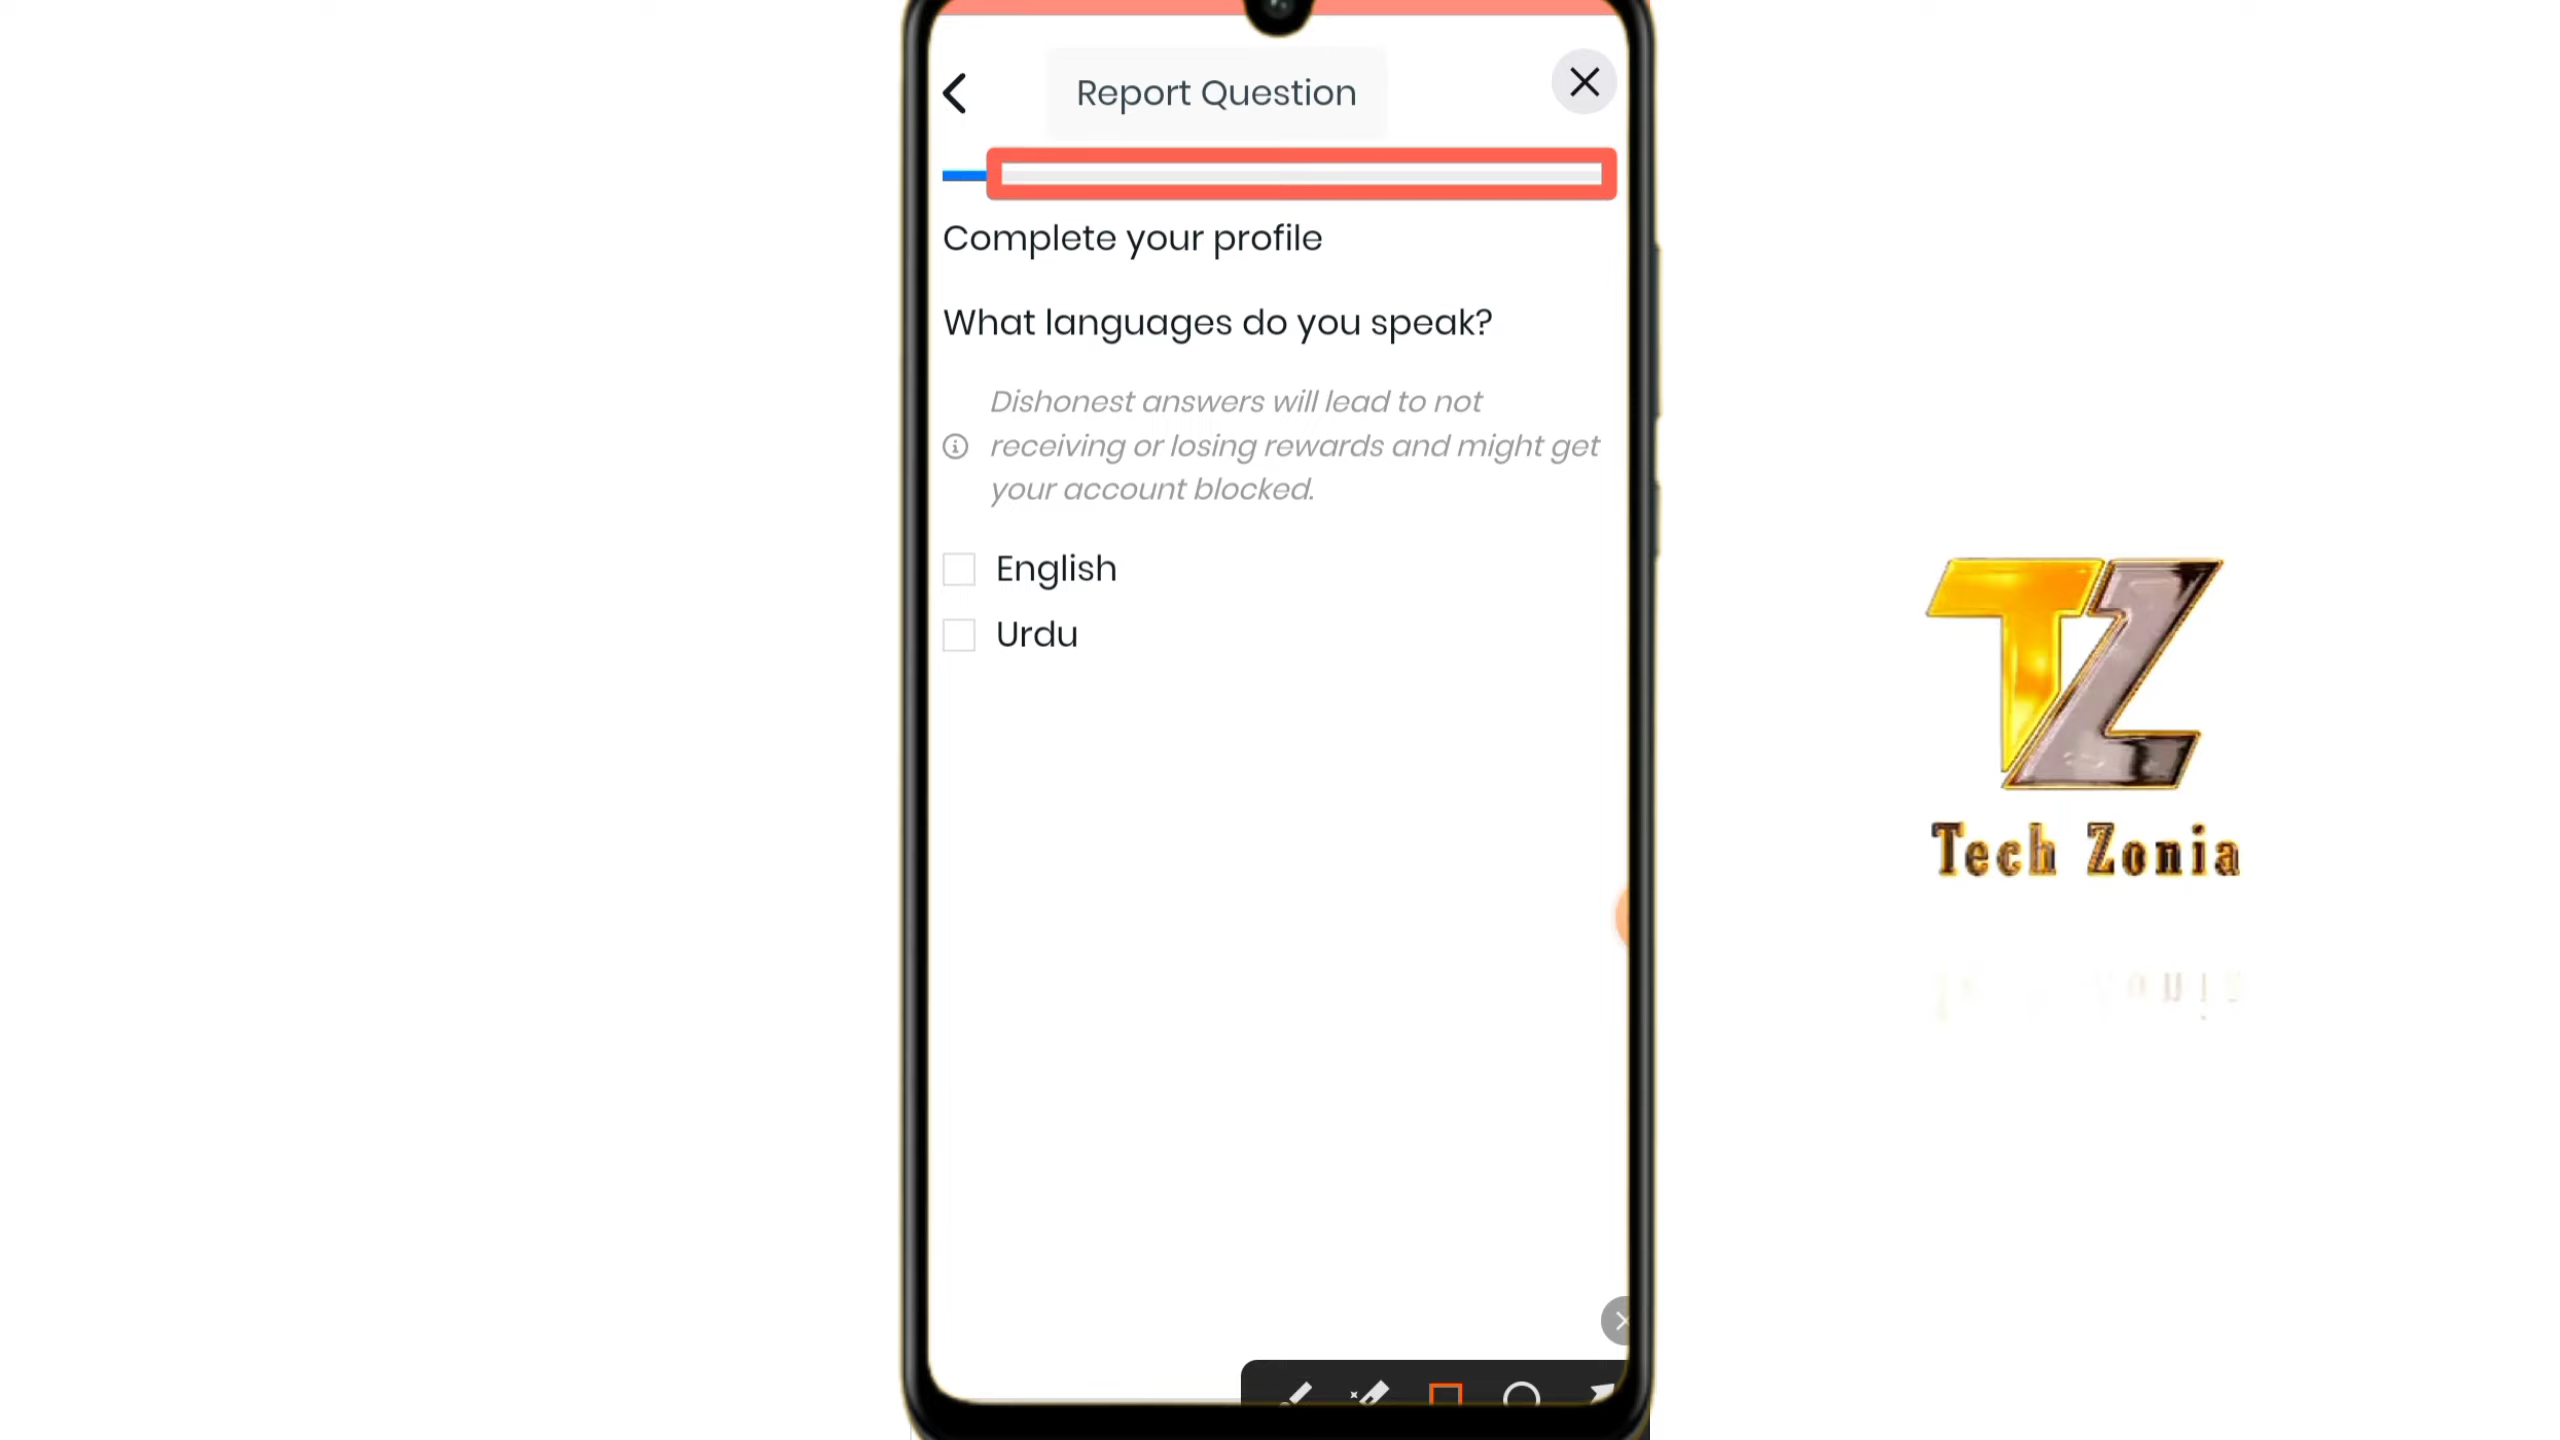 Report Question
Complete your profile
What languages do you speak?
Dishonest answers will lead to not
receiving or losing rewards and might get
your account blocked.
English
Urdu
TZ
Tech Zonia